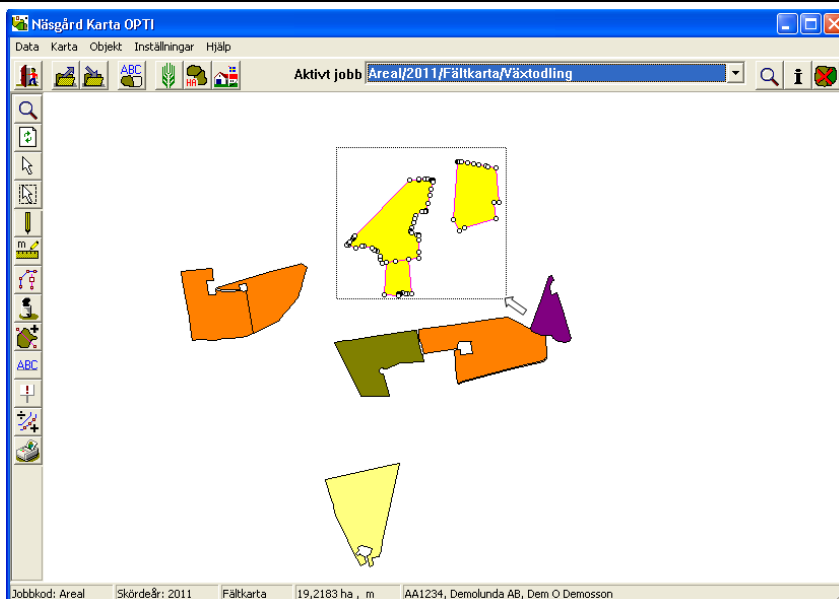 Näsgård Karta OPTI
Data Karta Objekt Inställningar Hjälp
ABC HA Aktivt jobb Areal/2011/Fältkarta/Växtodling i
m
ABC
Jobbkod: Areal Skördeår: 2011 Fältkarta 19,2183 ha , m AA1234, Demolunda AB, Dem O Demosson